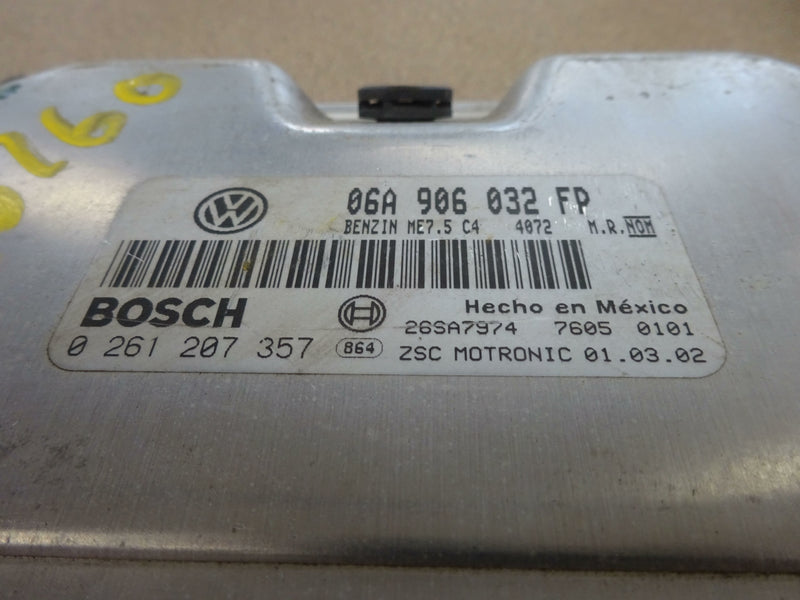 0760
06A 906 032 FP
BENZIN ME7.5 C4 4072 M.R.NOM
BOSCH
Hecho en México
26SA7974 7605 0101
0 261 207 357 864 ZSC MOTRONIC 01.03.02